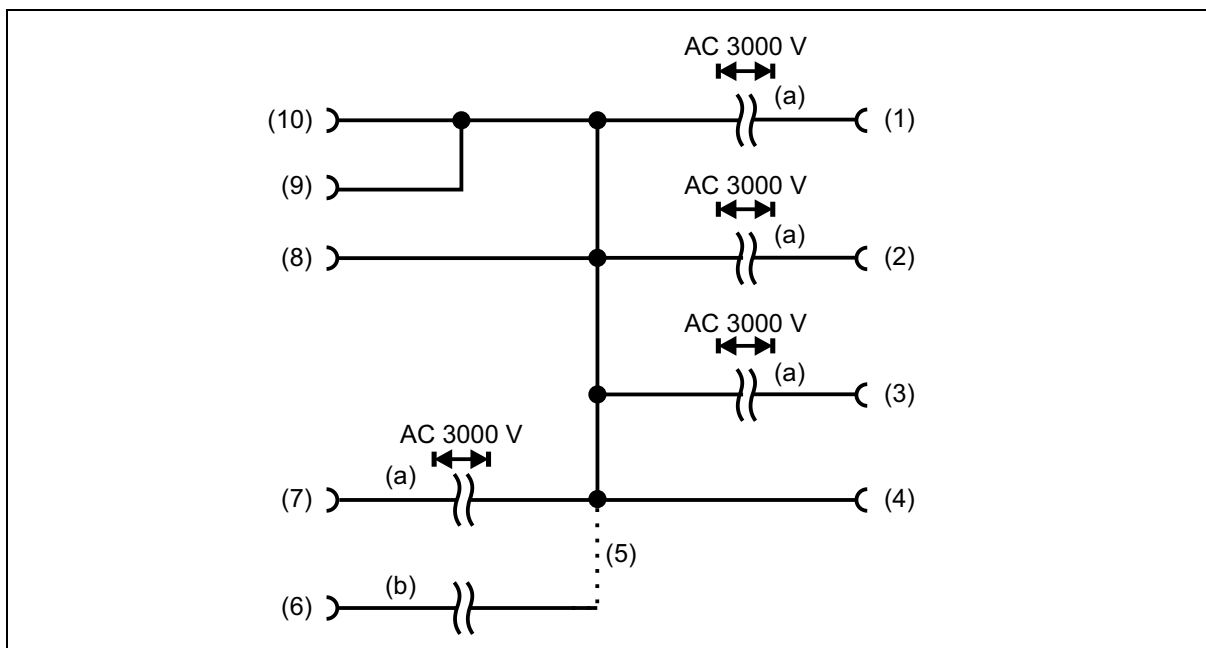 AC 3000 V
(a)
(10)
(1)
(9)
AC 3000 V
(a)
(8)
(2)
AC 3000 V
(a)
(3)
AC 3000 V
(a)
(7)
(4)
(5)
(b)
(6)